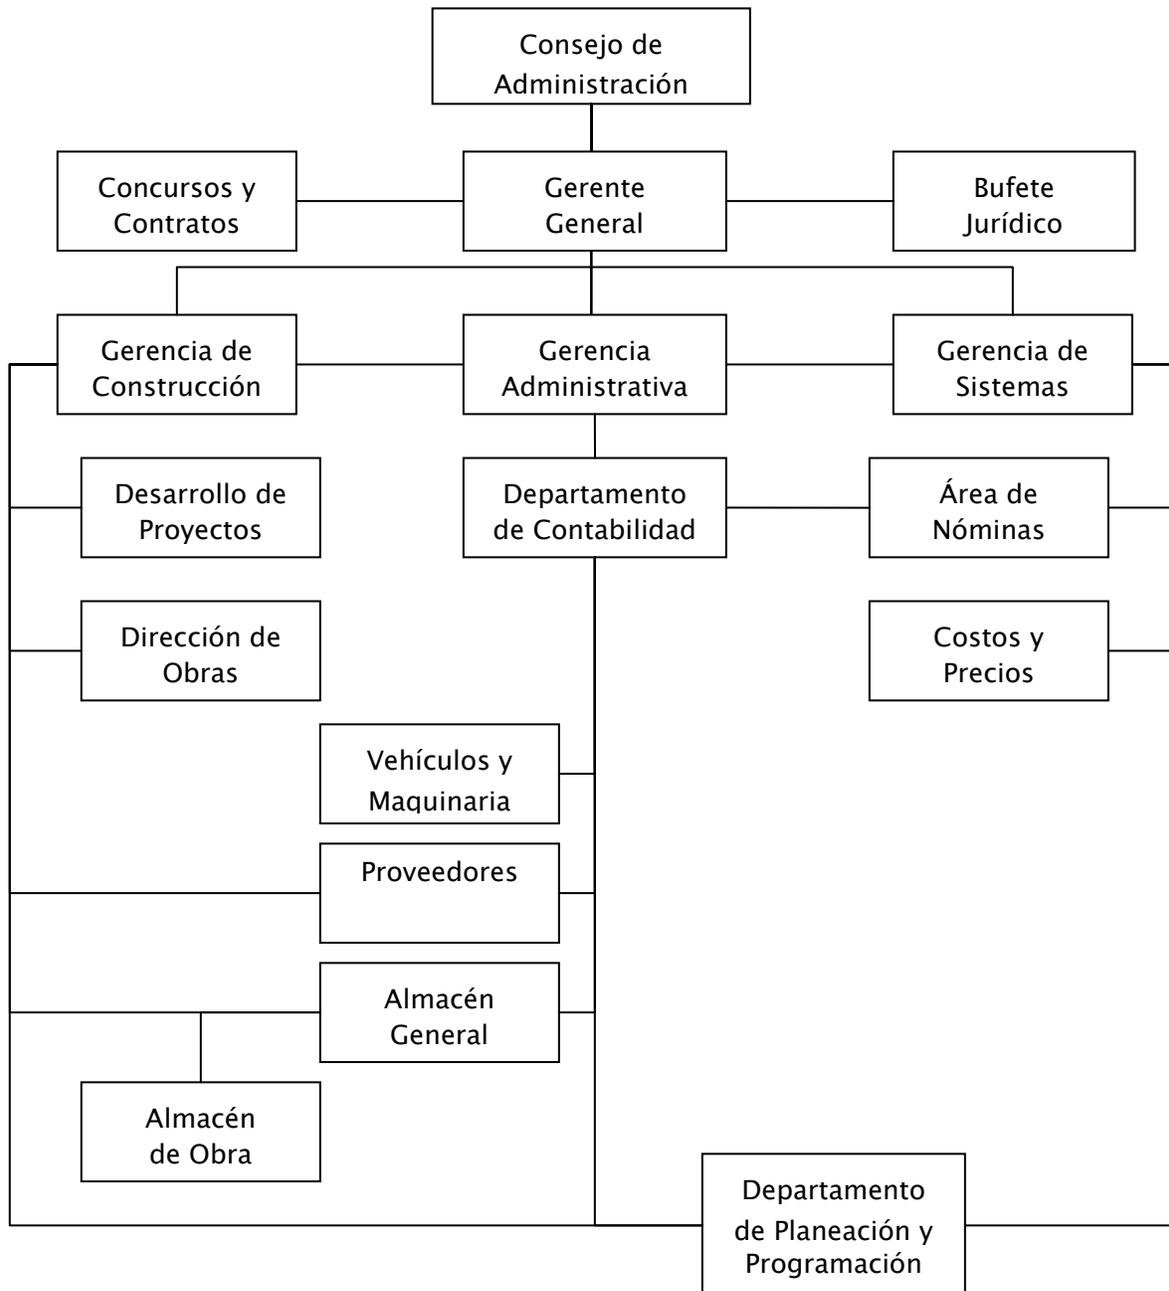 Consejo de
Administración
Concursos y
Contratos
Gerente
General
Bufete
Jurídico
Gerencia de
Construcción
Gerencia
Administrativa
Gerencia de
Sistemas
Desarrollo de
Proyectos
Departamento
de Contabilidad
Área de
Nóminas
Dirección de
Obras
Costos y
Precios
Vehículos y
Maquinaria
Proveedores
Almacén
General
Almacén
de Obra
Departamento
de Planeación y
Programación